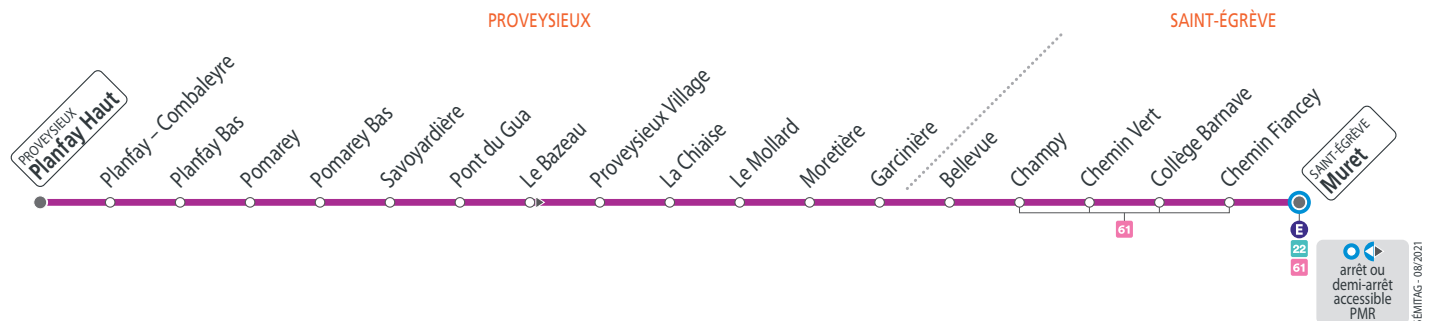 PROVEYSIEUX
SAINT-ÉGRÈVE
PROVEYSIEUX
Planfay Haut
Planfay – Combaleyre
Planfay Bas
Pomarey
Pomarey Bas
Savoyardière
Pont du Gua
Le Bazeau
Proveysieux Village
La Chiaise
Le Mollard
Moretière
Garcinière
Bellevue
Champy
Chemin Vert
Collège Barnave
Chemin Fiancey
SAINT-ÉGRÈVE
Muret
61
E
22
61
arrêt ou
demi-arrêt
accessible
PMR
SÉMITAG - 08/2021